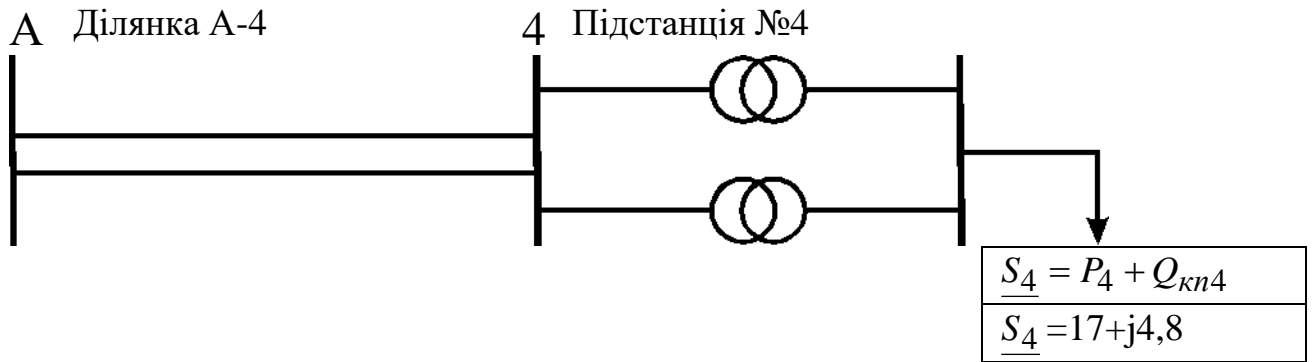 А Ділянка А-4
4 Підстанція №4
S4 = P4 + Qкп4
S4 =17+j4,8